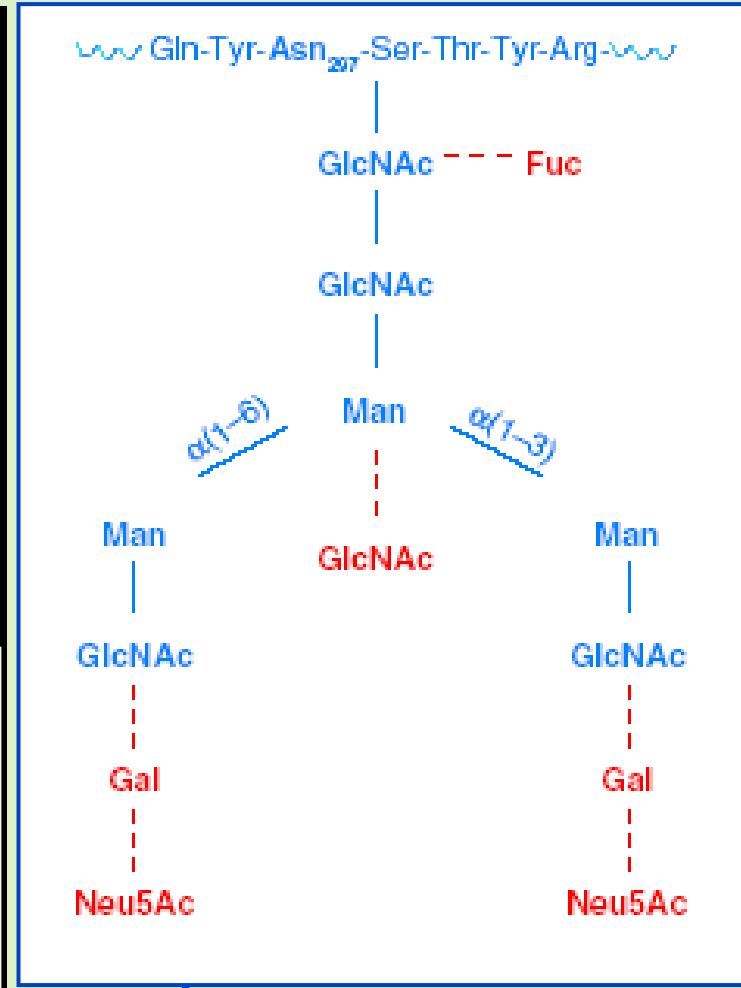 Gln-Tyr-Asn297-Ser-Thr-Tyr-Arg-
GlcNAc Fuc
GlcNAc
α(1–6) Man α(1–3)
Man GlcNAc Man
GlcNAc GlcNAc
Gal Gal
Neu5Ac Neu5Ac